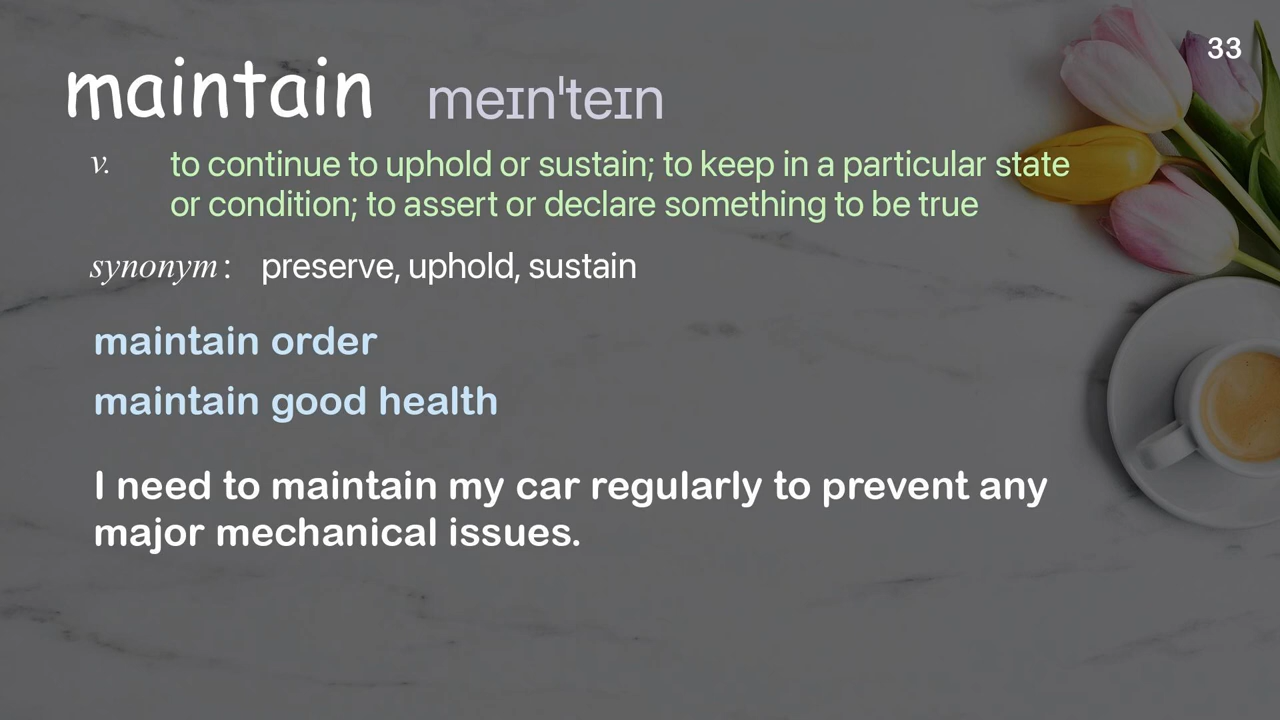 33
maintain meɪnˈteɪn
v. to continue to uphold or sustain; to keep in a particular state
or condition; to assert or declare something to be true
synonym: preserve, uphold, sustain
maintain order
maintain good health
I need to maintain my car regularly to prevent any
major mechanical issues.